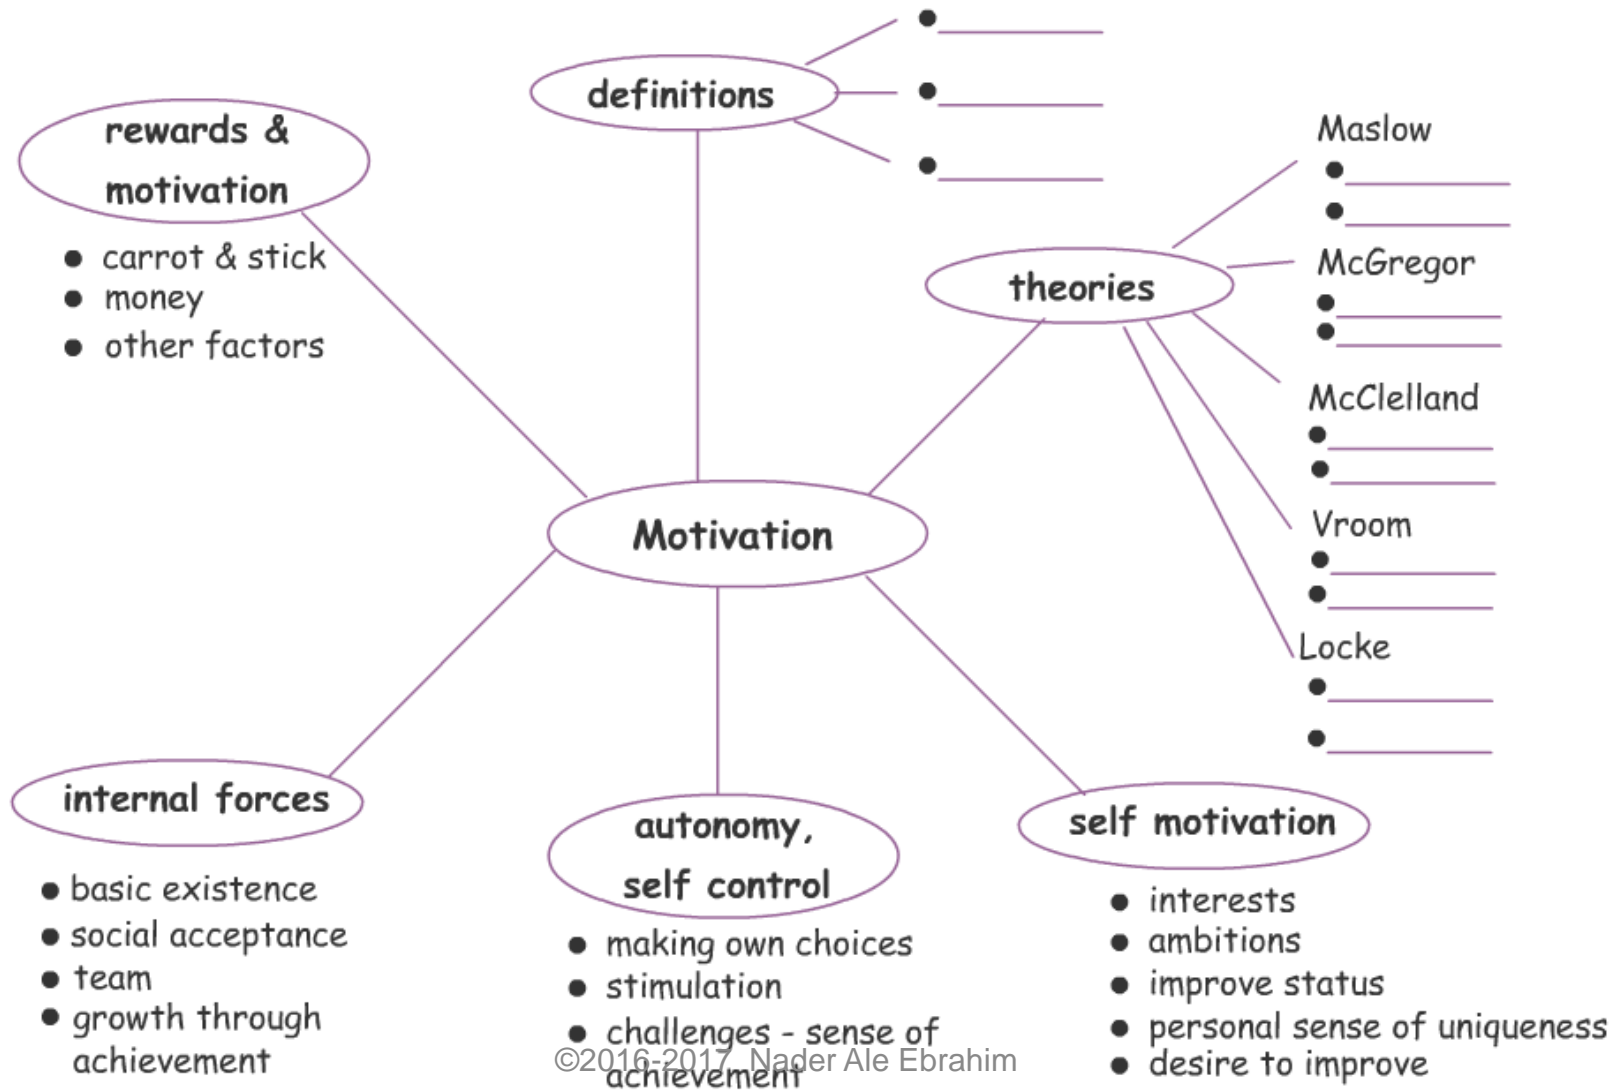 definitions
rewards &
motivation
• carrot & stick
• money
• other factors
theories
Maslow
McGregor
McClelland
Vroom
Locke
Motivation
internal forces
• basic existence
• social acceptance
• team
• growth through
achievement
autonomy,
self control
• making own choices
• stimulation
• challenges - sense of
achievement
self motivation
• interests
• ambitions
• improve status
• personal sense of uniqueness
• desire to improve
©2016-2017 Nader Ale Ebrahim